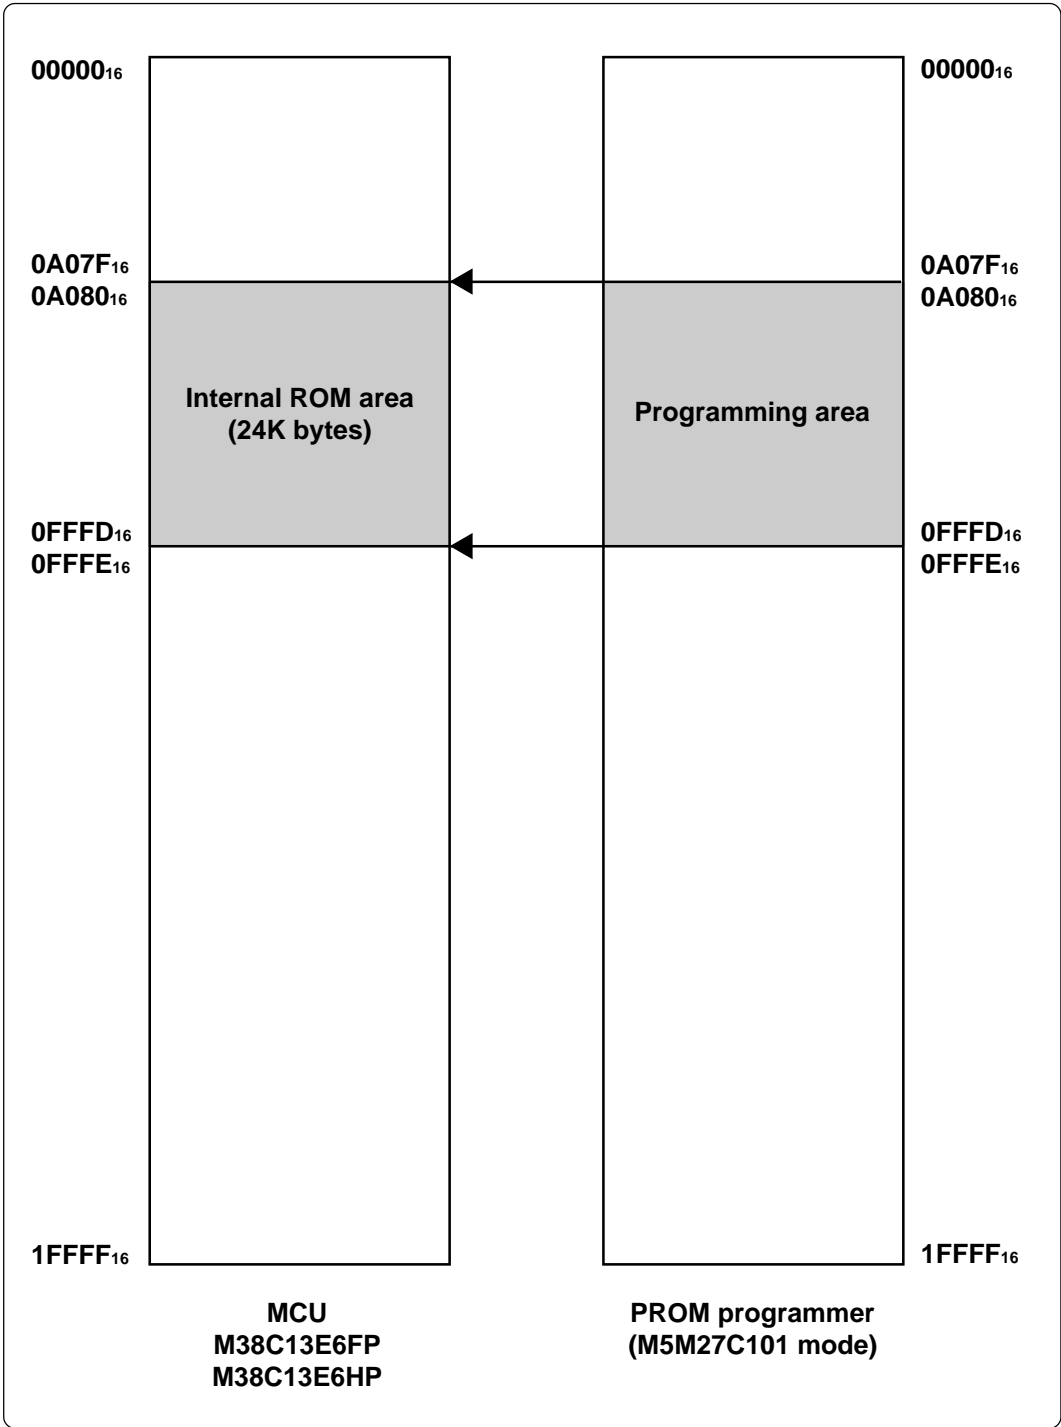 00000₁₆
00000₁₆
0A07F₁₆
0A080₁₆
0A07F₁₆
0A080₁₆
Internal ROM area
(24K bytes)
Programming area
0FFFD₁₆
0FFFE₁₆
0FFFD₁₆
0FFFE₁₆
1FFFF₁₆
1FFFF₁₆
MCU
M38C13E6FP
M38C13E6HP
PROM programmer
(M5M27C101 mode)